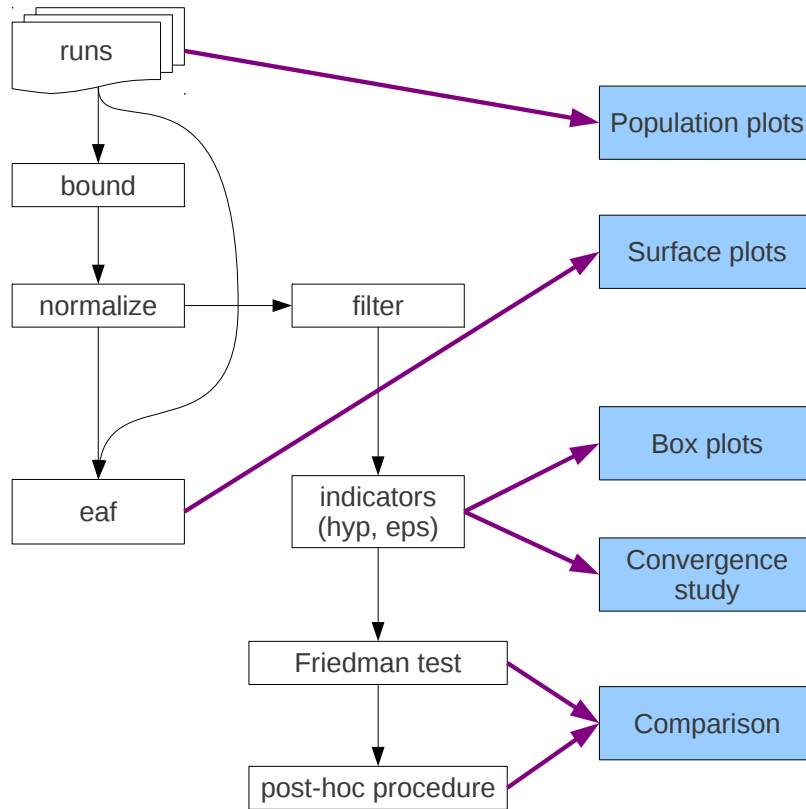 runs
Population plots
bound
Surface plots
normalize
filter
Box plots
eaf
indicators
(hyp, eps)
Convergence
study
Friedman test
Comparison
post-hoc procedure